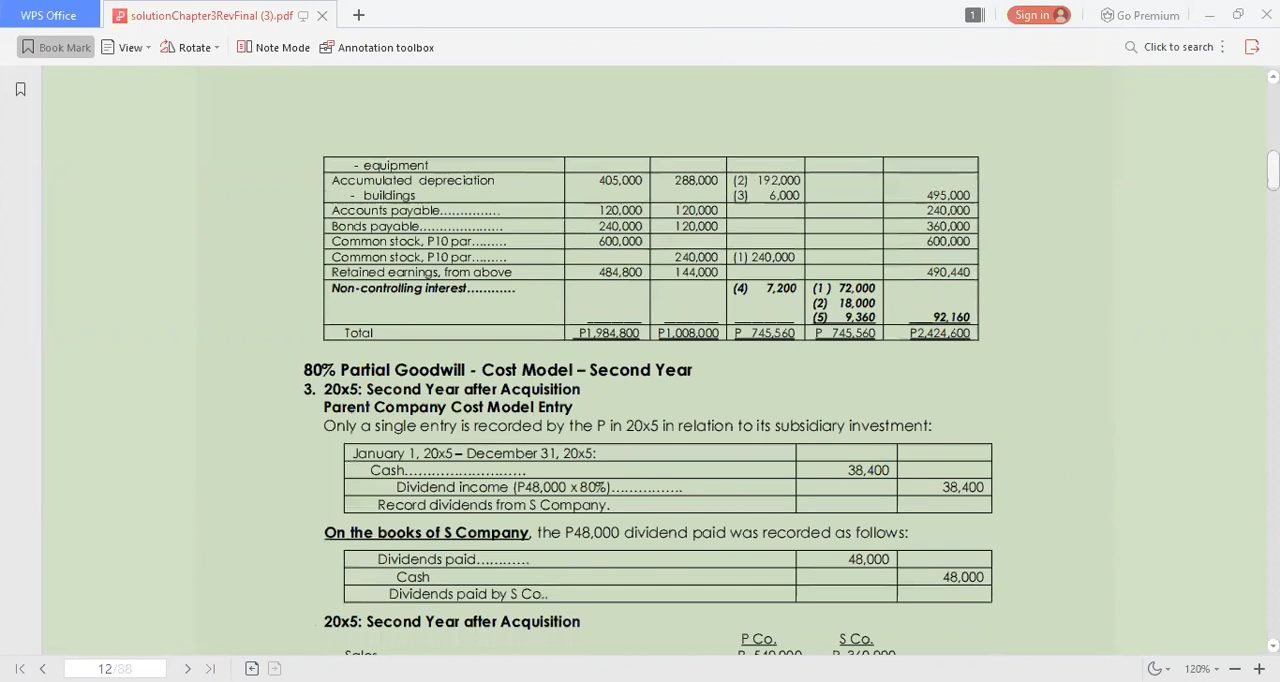 WPS Office
solutionChapter3RevFinal (3).pdf
1
Sign in
Go Premium
Book Mark
View
Rotate
Note Mode
Annotation toolbox
Click to search
- equipment
Accumulated depreciation 405,000 288,000 (2) 192,000
- buildings (3) 6,000 495,000
Accounts payable............... 120,000 120,000 240,000
Bonds payable..................... 240,000 120,000 360,000
Common stock, P10 par......... 600,000 600,000
Common stock, P10 par......... 240,000 (1) 240,000
Retained earnings, from above 484,800 144,000 490,440
Non-controlling interest............ (4) 7,200 (1 ) 72,000
(2) 18,000
(5) 9,360 92,160
Total P1,984,800 P1,008,000 P 745,560 P 745,560 P2,424,600
80% Partial Goodwill - Cost Model – Second Year
3. 20x5: Second Year after Acquisition
Parent Company Cost Model Entry
Only a single entry is recorded by the P in 20x5 in relation to its subsidiary investment:
January 1, 20x5 – December 31, 20x5:
Cash........................... 38,400
Dividend income (P48,000 x 80%)................ 38,400
Record dividends from S Company.
On the books of S Company, the P48,000 dividend paid was recorded as follows:
Dividends paid............ 48,000
Cash 48,000
Dividends paid by S Co..
20x5: Second Year after Acquisition
P Co. S Co.
Sales P 540,000 P 360,000
12/88
120%